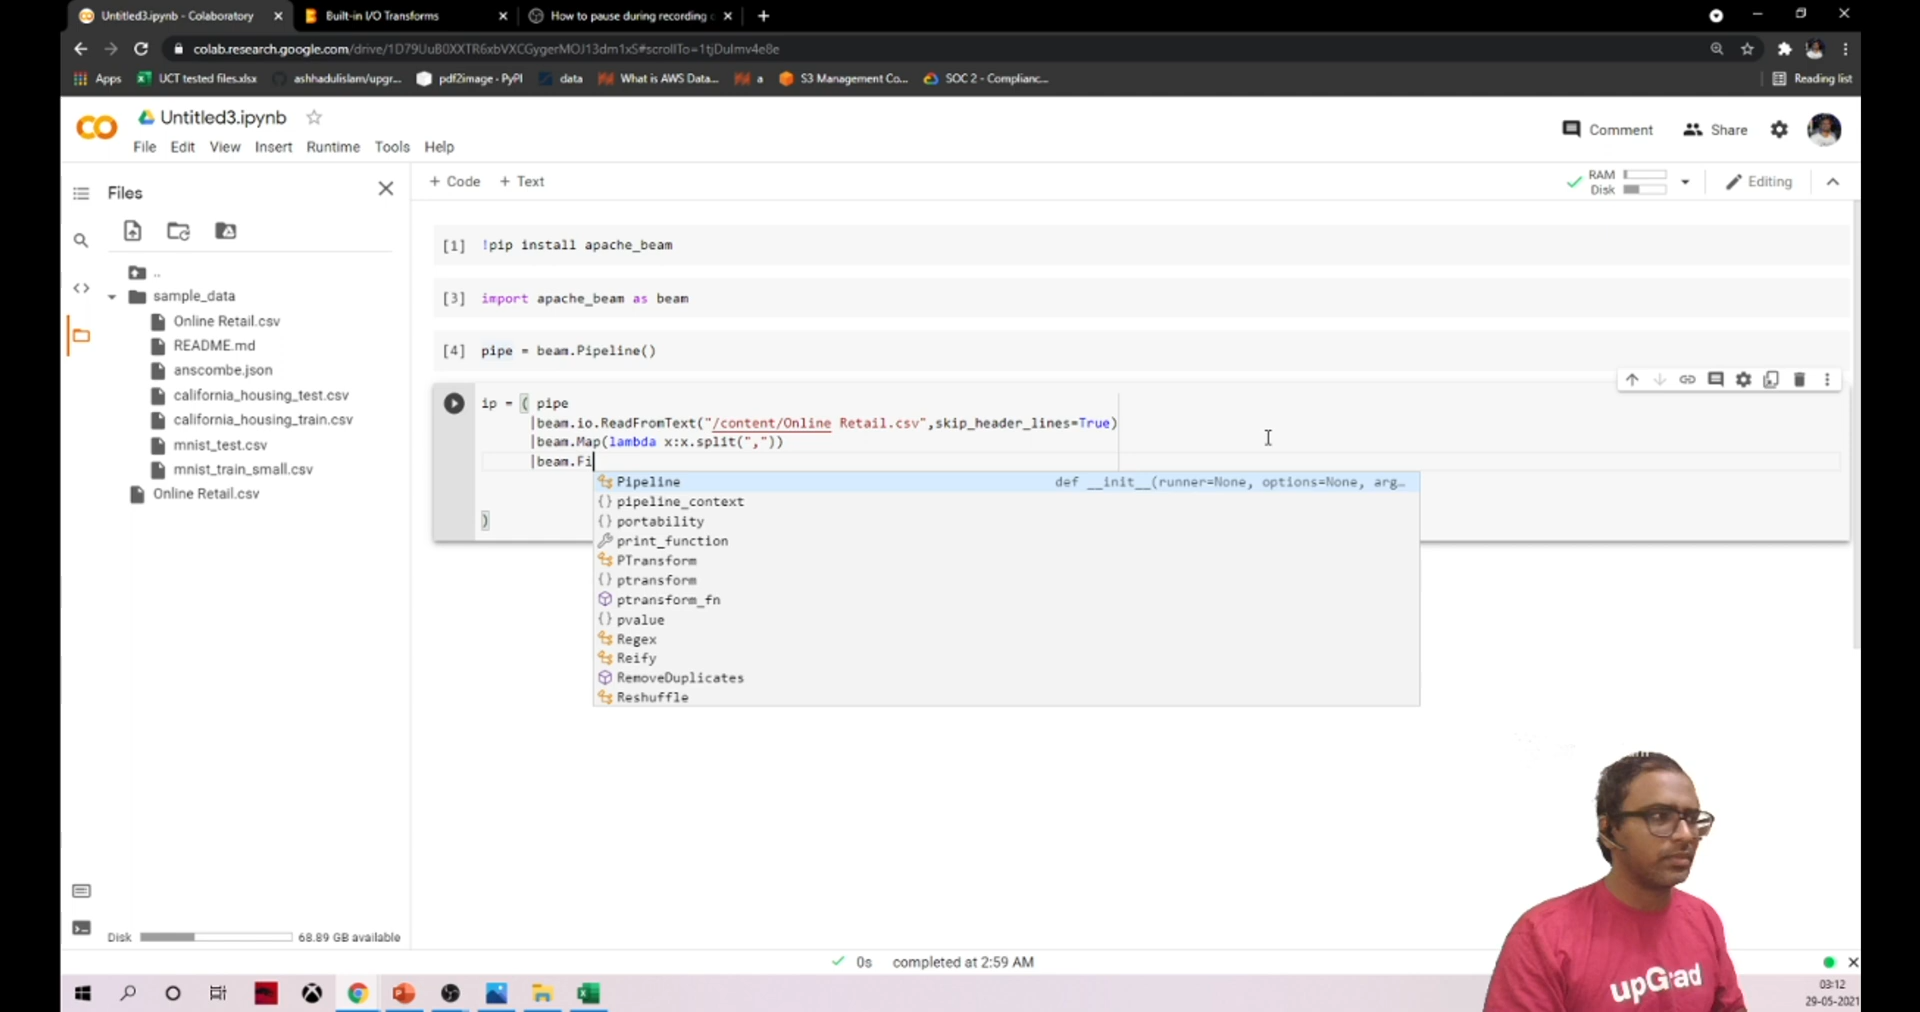 Untitled3.ipynb - Colaboratory
Built-in I/O Transforms
How to pause during recording
colab.research.google.com/drive/1D79UuB0XXTR6xbVXCGygerMOJ13dm1xS#scrollTo=1tjDuImv4e8e
Apps
UCT tested files.xlsx
ashhadulislam/upgr...
pdf2image · PyPI
data
What is AWS Data...
a
S3 Management Co...
SOC 2 - Complianc...
Reading list
CO
Untitled3.ipynb
Comment
Share
File Edit View Insert Runtime Tools Help
Files
+ Code + Text
RAM
Disk
Editing
..
sample_data
Online Retail.csv
README.md
anscombe.json
california_housing_test.csv
california_housing_train.csv
mnist_test.csv
mnist_train_small.csv
Online Retail.csv
[1] !pip install apache_beam
[3] import apache_beam as beam
[4] pipe = beam.Pipeline()
ip = ( pipe
|beam.io.ReadFromText("/content/Online Retail.csv",skip_header_lines=True)
|beam.Map(lambda x:x.split(","))
|beam.Fi
Pipeline def __init__(runner=None, options=None, arg...
pipeline_context
portability
print_function
PTransform
ptransform
ptransform_fn
pvalue
Regex
Reify
RemoveDuplicates
Reshuffle
)
Disk 68.89 GB available
0s completed at 2:59 AM
upGrad
03:12
29-05-2021